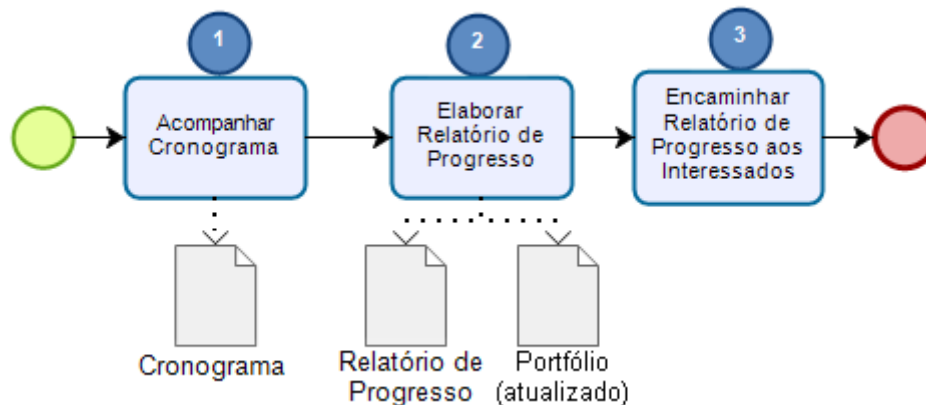 1
2
3
Acompanhar
Cronograma
Elaborar
Relatório de
Progresso
Encaminhar
Relatório de
Progresso aos
Interessados
Cronograma
Relatório de
Progresso
Portfólio
(atualizado)